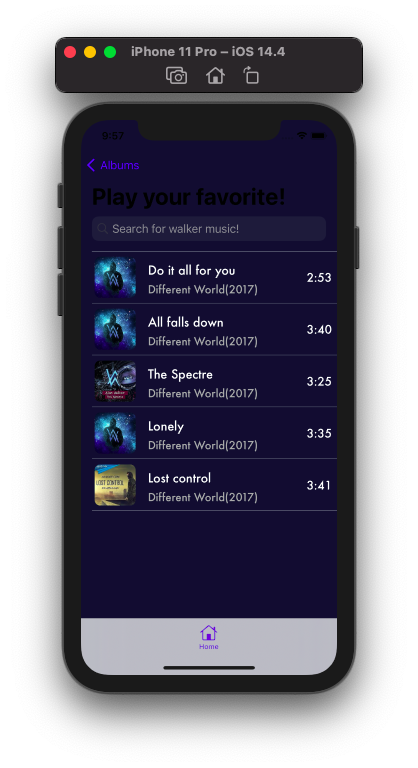 iPhone 11 Pro – iOS 14.4
9:57
Albums
Play your favorite!
Search for walker music!
Do it all for you
Different World(2017)
2:53
All falls down
Different World(2017)
3:40
The Spectre
Different World(2017)
3:25
Lonely
Different World(2017)
3:35
LOST CONTROL
Lost control
Different World(2017)
3:41
Home